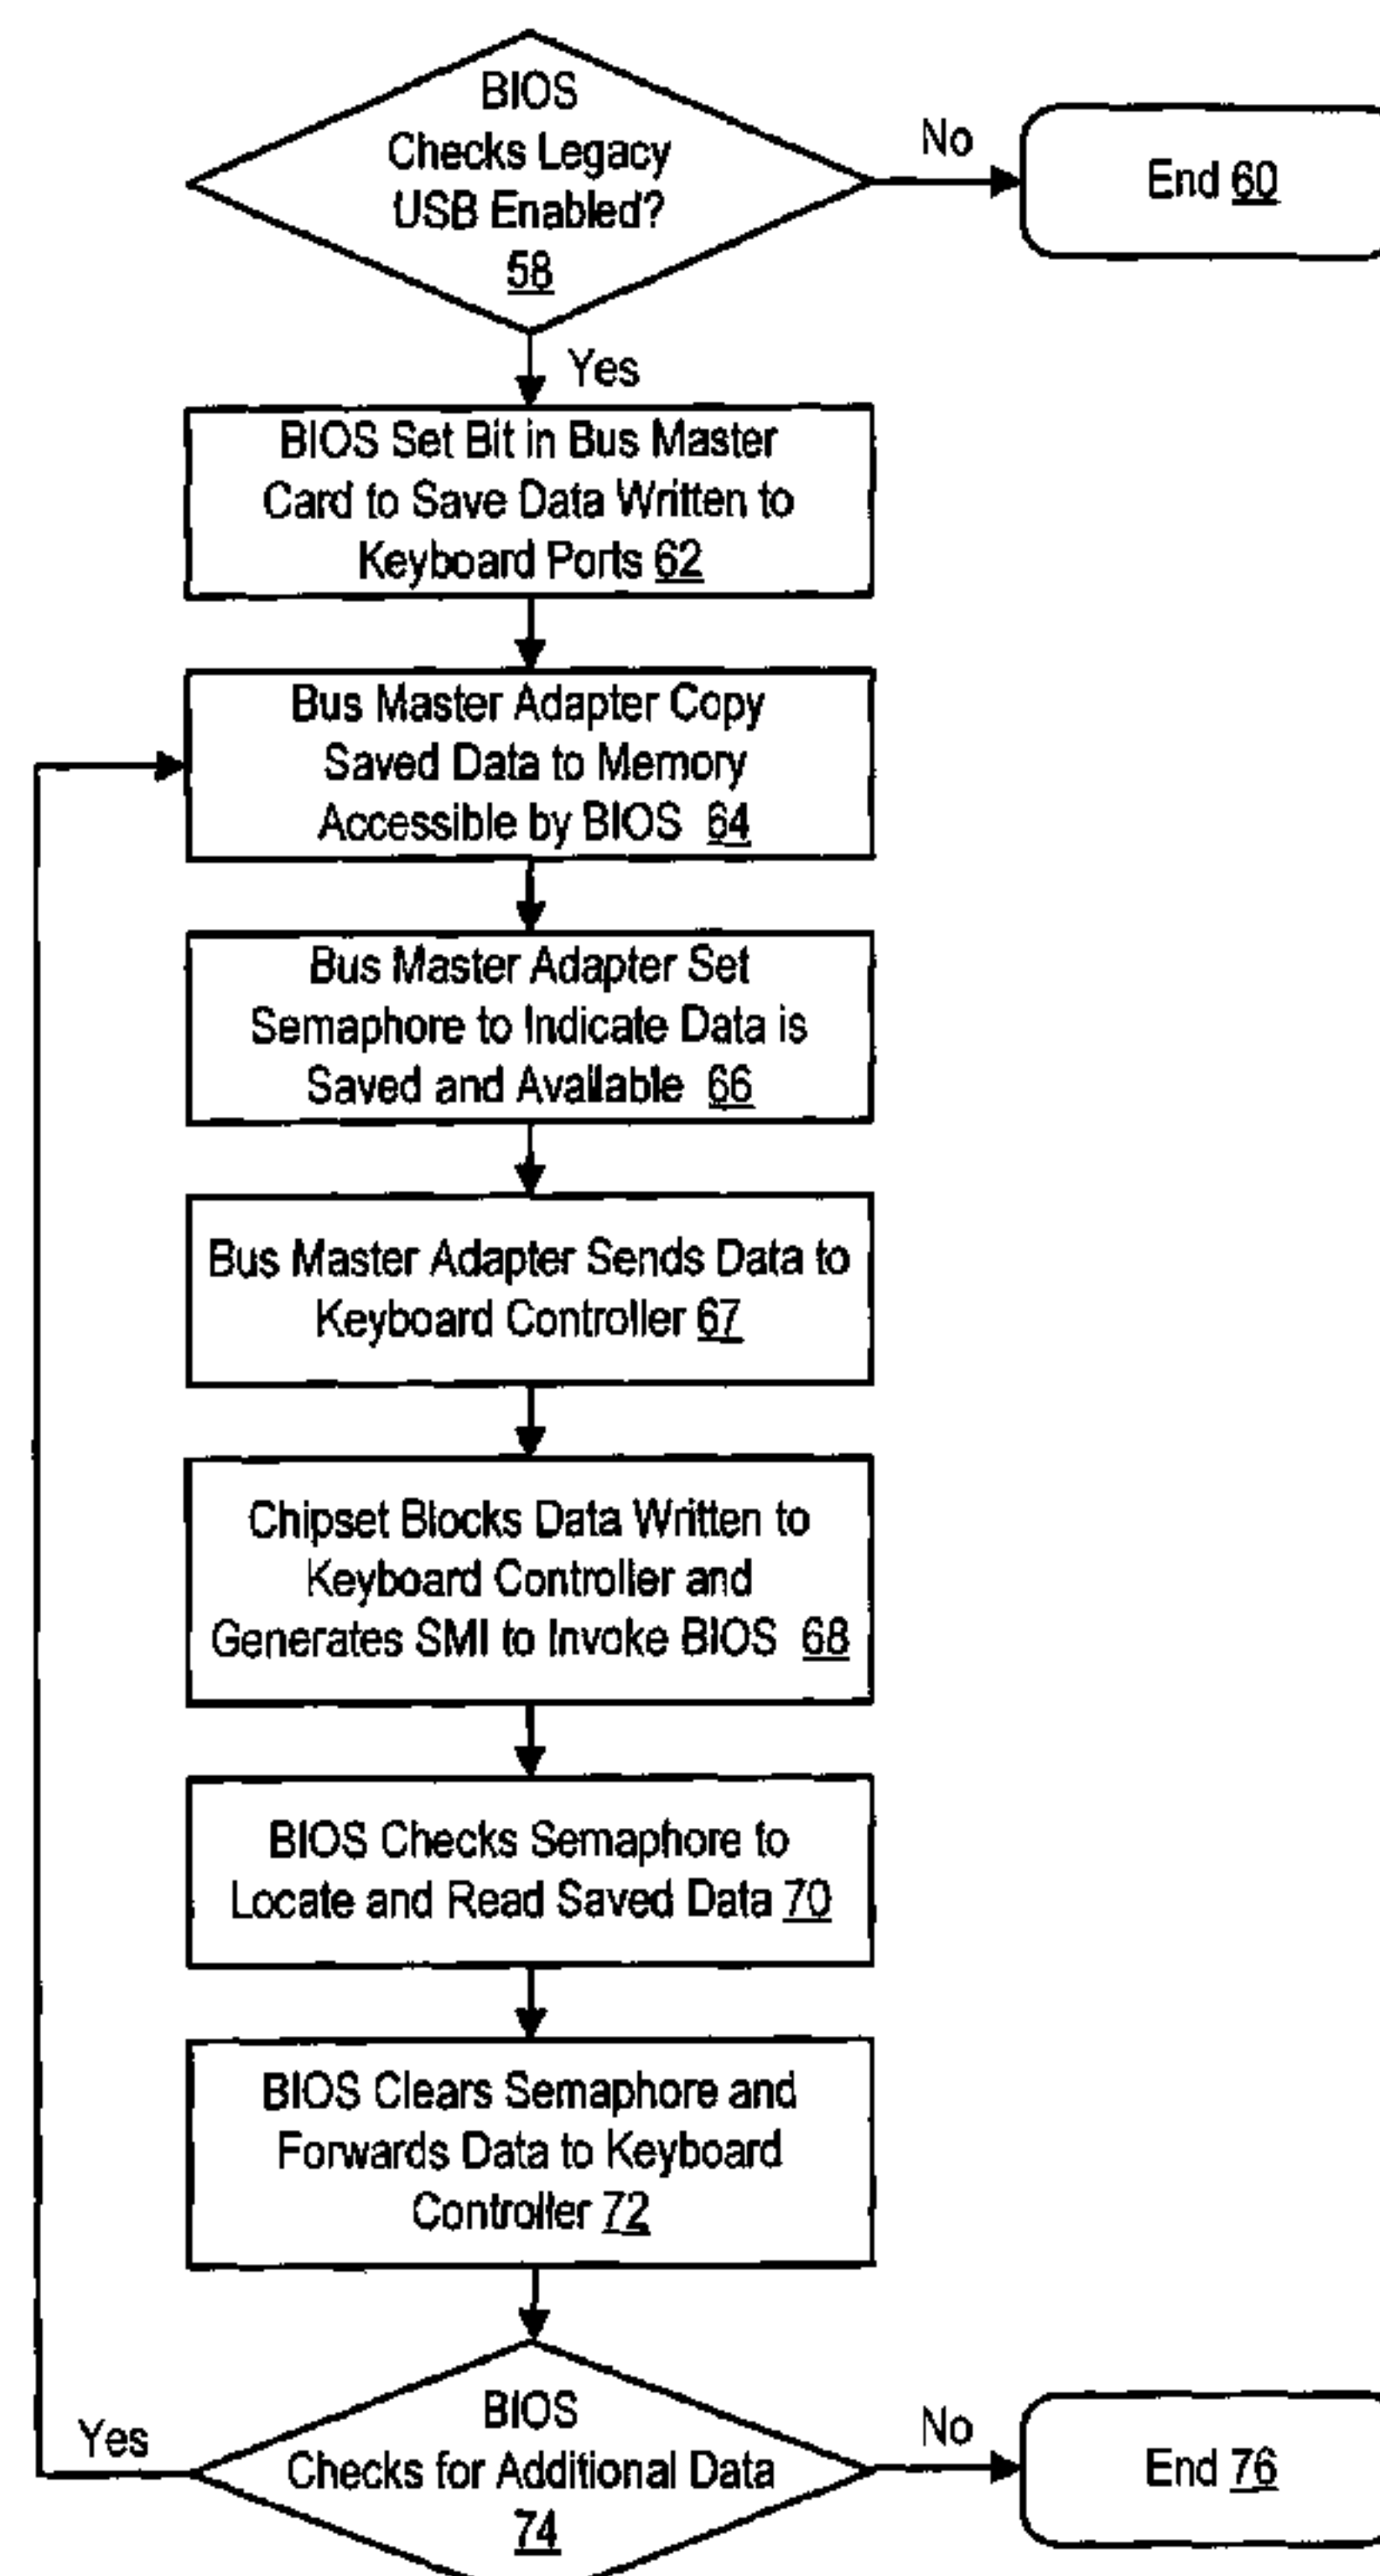 BIOS
Checks Legacy
USB Enabled?
58
No
End 60
Yes
BIOS Set Bit in Bus Master
Card to Save Data Written to
Keyboard Ports 62
Bus Master Adapter Copy
Saved Data to Memory
Accessible by BIOS 64
Bus Master Adapter Set
Semaphore to Indicate Data is
Saved and Available 66
Bus Master Adapter Sends Data to
Keyboard Controller 67
Chipset Blocks Data Written to
Keyboard Controller and
Generates SMI to Invoke BIOS 68
BIOS Checks Semaphore to
Locate and Read Saved Data 70
BIOS Clears Semaphore and
Forwards Data to Keyboard
Controller 72
Yes
BIOS
Checks for Additional Data
74
No
End 76